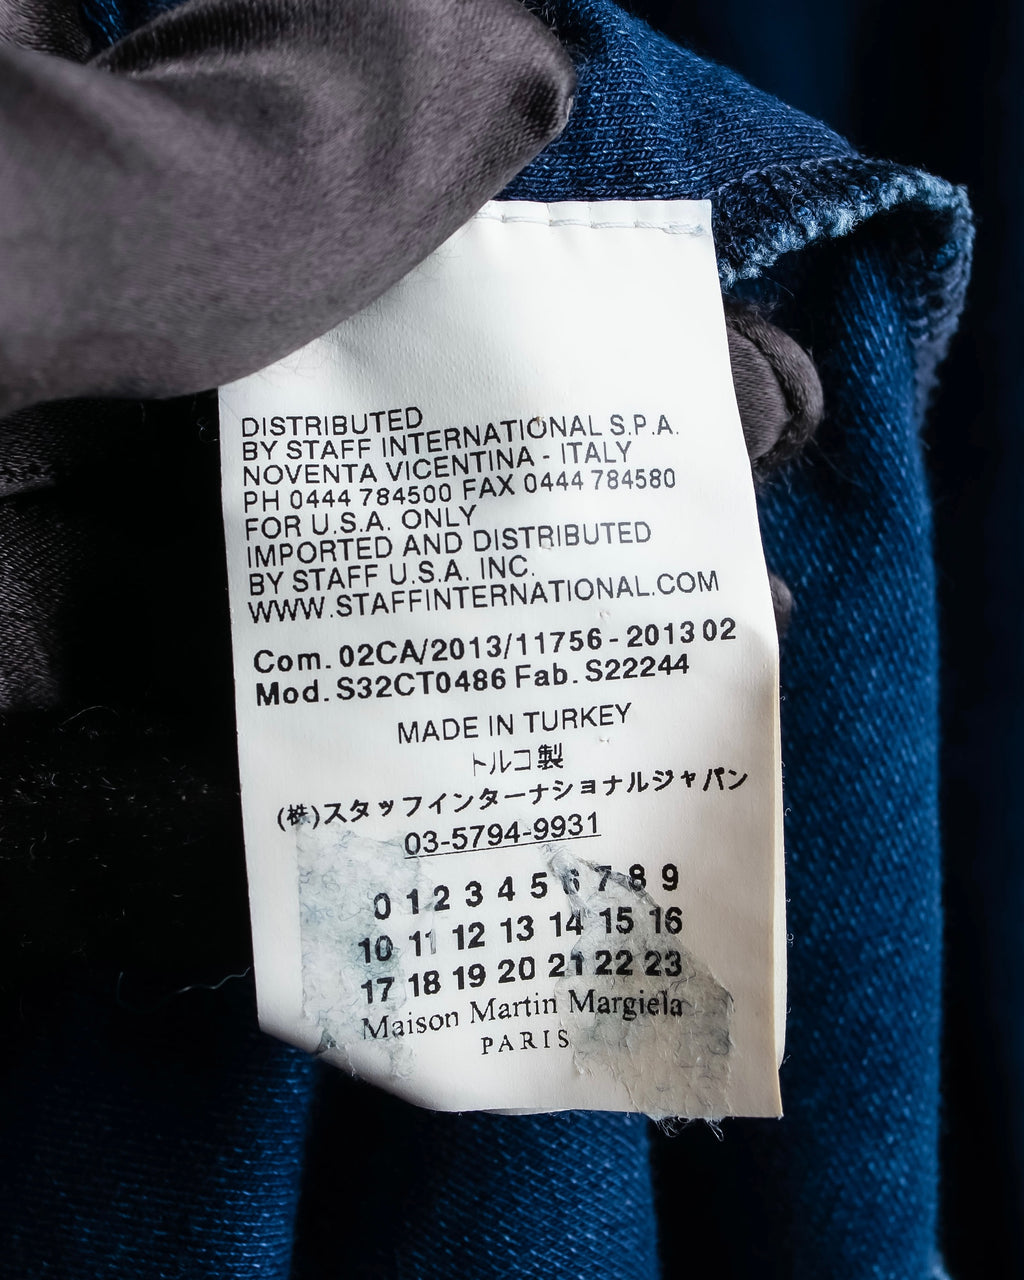 DISTRIBUTED
BY STAFF INTERNATIONAL S.P.A.
NOVENTA VICENTINA - ITALY
PH 0444 784500 FAX 0444 784580
FOR U.S.A. ONLY
IMPORTED AND DISTRIBUTED
BY STAFF U.S.A. INC.
WWW.STAFFINTERNATIONAL.COM
Com. 02CA/2013/11756 - 2013 02
Mod. S32CT0486 Fab. S22244
MADE IN TURKEY
トルコ製
(株)スタッフインターナショナルジャパン
03-5794-9931
0 1 2 3 4 5 6 7 8 9
10 11 12 13 14 15 16
17 18 19 20 21 22 23
Maison Martin Margiela
PARIS